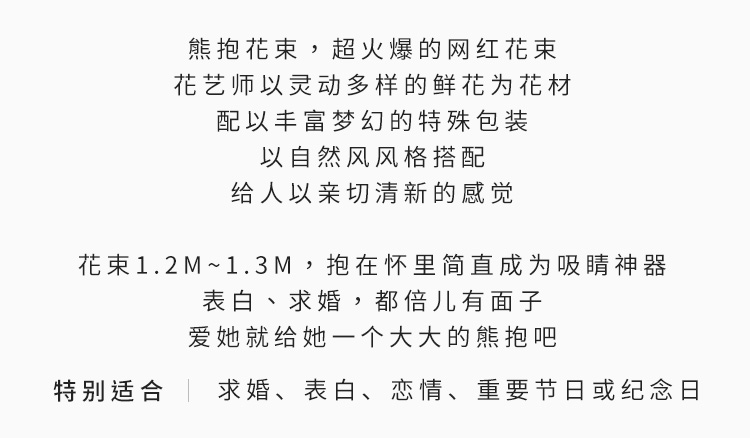 熊抱花束，超火爆的网红花束
花艺师以灵动多样的鲜花为花材
配以丰富梦幻的特殊包装
以自然风风格搭配
给人以亲切清新的感觉
花束1.2M~1.3M，抱在怀里简直成为吸睛神器
表白、求婚，都倍儿有面子
爱她就给她一个大大的熊抱吧
特别适合｜求婚、表白、恋情、重要节日或纪念日